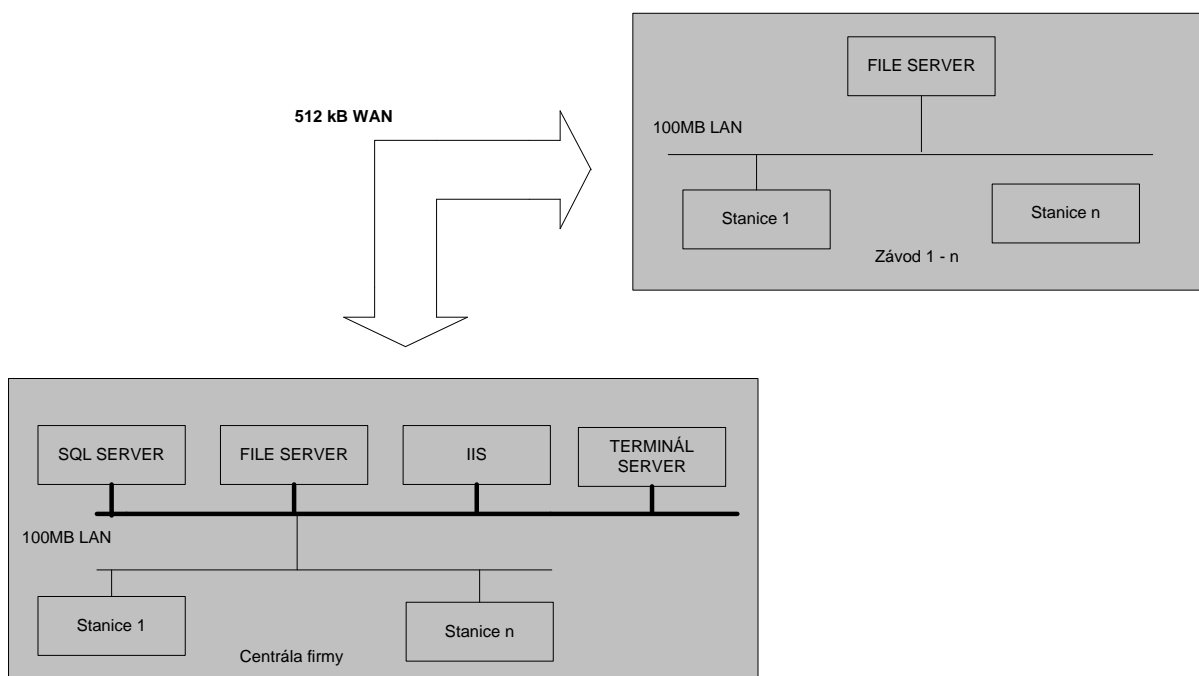 FILE SERVER
512 kB WAN
100MB LAN
Stanice 1
Stanice n
Závod 1 - n
SQL SERVER
FILE SERVER
IIS
TERMINÁL
SERVER
100MB LAN
Stanice 1
Stanice n
Centrála firmy